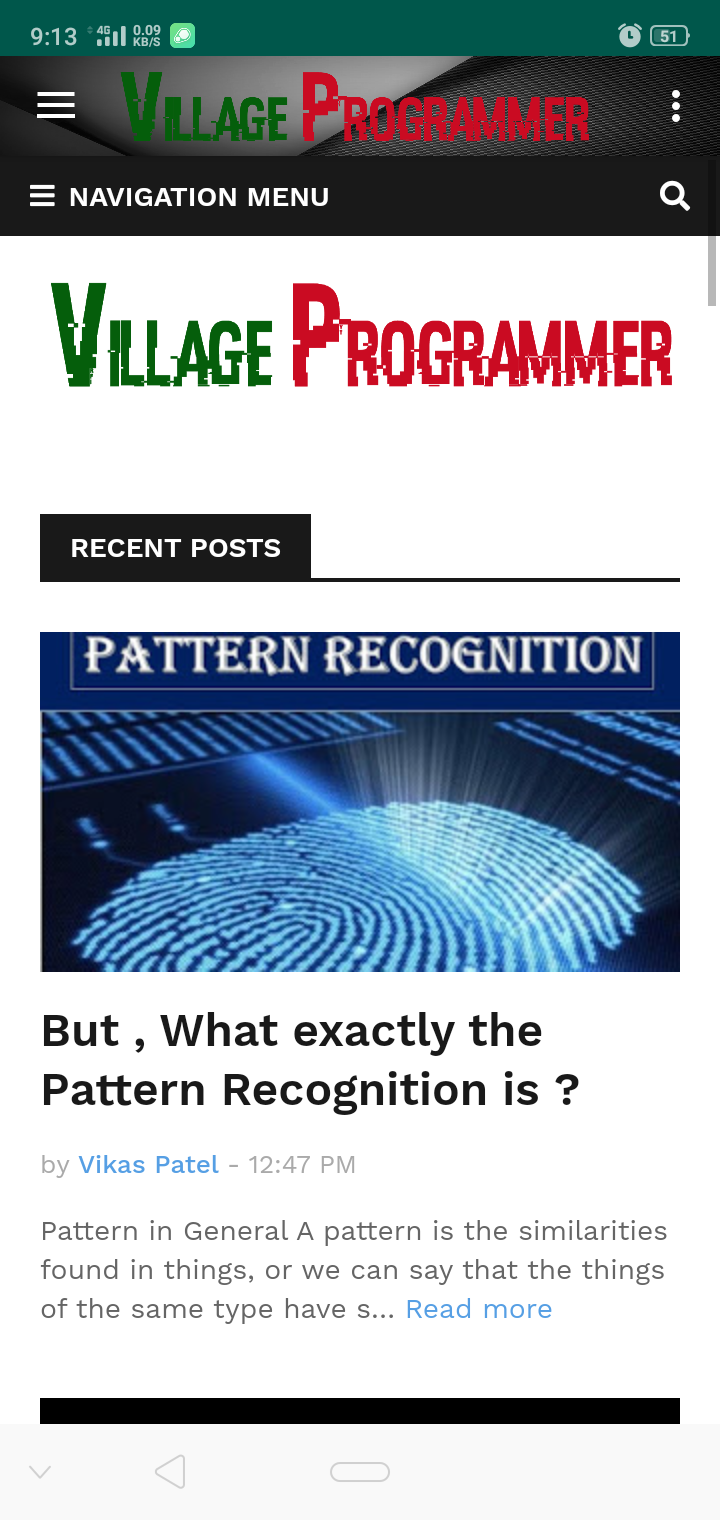 9:13 4G 0.09 KB/S 51
VILLAGE PROGRAMMER
NAVIGATION MENU
VILLAGE PROGRAMMER
RECENT POSTS
PATTERN RECOGNITION
But , What exactly the
Pattern Recognition is ?
by Vikas Patel - 12:47 PM
Pattern in General A pattern is the similarities
found in things, or we can say that the things
of the same type have s... Read more